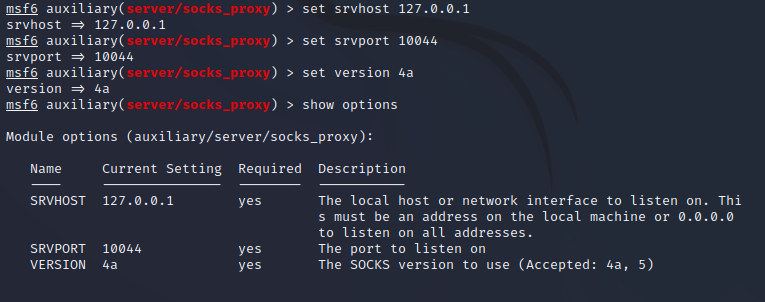 msf6 auxiliary(server/socks_proxy) > set srvhost 127.0.0.1
srvhost => 127.0.0.1
msf6 auxiliary(server/socks_proxy) > set srvport 10044
srvport => 10044
msf6 auxiliary(server/socks_proxy) > set version 4a
version => 4a
msf6 auxiliary(server/socks_proxy) > show options
Module options (auxiliary/server/socks_proxy):
Name Current Setting Required Description
---- --------------- -------- -----------
SRVHOST 127.0.0.1 yes The local host or network interface to listen on. Thi
s must be an address on the local machine or 0.0.0.0
to listen on all addresses.
SRVPORT 10044 yes The port to listen on
VERSION 4a yes The SOCKS version to use (Accepted: 4a, 5)